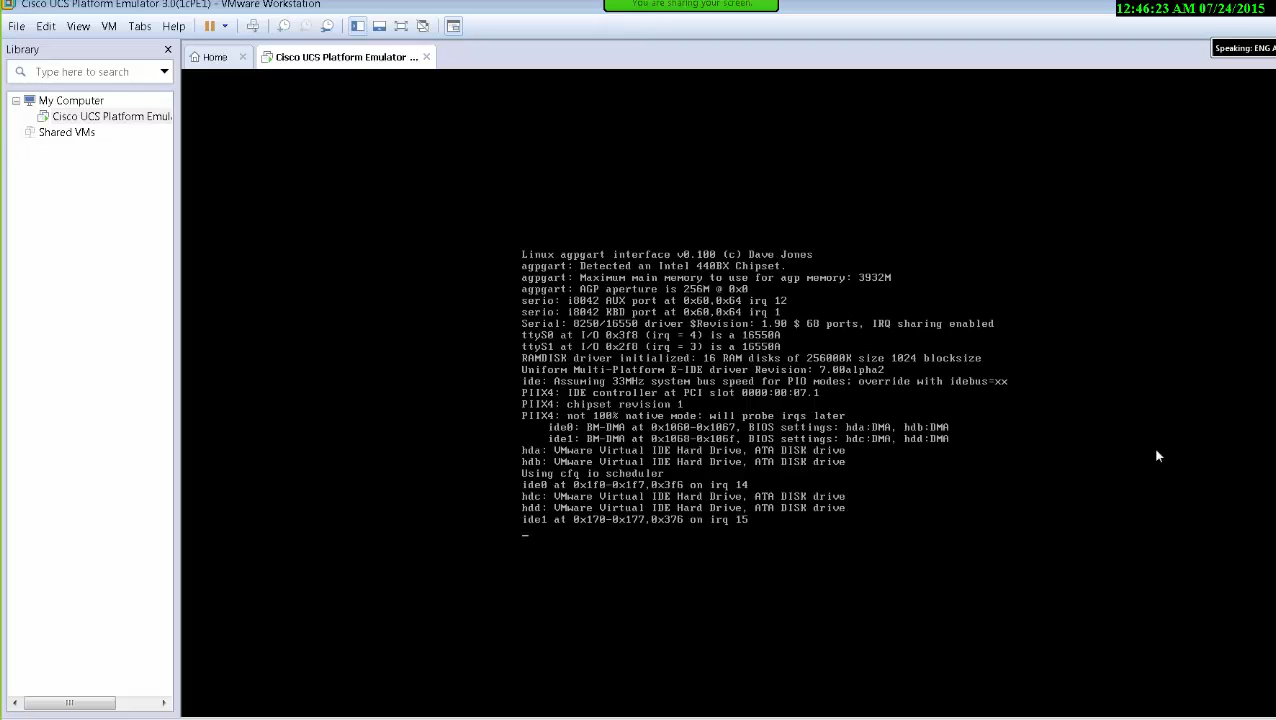 Cisco UCS Platform Emulator 3.0(1cPE1) - VMware Workstation
You are sharing your screen.
12:46:23 AM 07/24/2015
File Edit View VM Tabs Help
Speaking: ENG A
Library
Home
Cisco UCS Platform Emulator ...
Type here to search
My Computer
Cisco UCS Platform Emul
Shared VMs
Linux agpgart interface v0.100 (c) Dave Jones
agpgart: Detected an Intel 440BX Chipset.
agpgart: Maximum main memory to use for agp memory: 3932M
agpgart: AGP aperture is 256M @ 0x0
serio: i8042 AUX port at 0x60,0x64 irq 12
serio: i8042 KBD port at 0x60,0x64 irq 1
Serial: 8250/16550 driver $Revision: 1.90 $ 68 ports, IRQ sharing enabled
ttyS0 at I/O 0x3f8 (irq = 4) is a 16550A
ttyS1 at I/O 0x2f8 (irq = 3) is a 16550A
RAMDISK driver initialized: 16 RAM disks of 256000K size 1024 blocksize
Uniform Multi-Platform E-IDE driver Revision: 7.00alpha2
ide: Assuming 33MHz system bus speed for PIO modes; override with idebus=xx
PIIX4: IDE controller at PCI slot 0000:00:07.1
PIIX4: chipset revision 1
PIIX4: not 100% native mode: will probe irqs later
ide0: BM-DMA at 0x1060-0x1067, BIOS settings: hda:DMA, hdb:DMA
ide1: BM-DMA at 0x1068-0x106f, BIOS settings: hdc:DMA, hdd:DMA
hda: VMware Virtual IDE Hard Drive, ATA DISK drive
hdb: VMware Virtual IDE Hard Drive, ATA DISK drive
Using cfq io scheduler
ide0 at 0x1f0-0x1f7,0x3f6 on irq 14
hdc: VMware Virtual IDE Hard Drive, ATA DISK drive
hdd: VMware Virtual IDE Hard Drive, ATA DISK drive
ide1 at 0x170-0x177,0x376 on irq 15